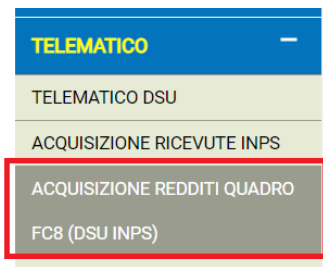 TELEMATICO
TELEMATICO DSU
ACQUISIZIONE RICEVUTE INPS
ACQUISIZIONE REDDITI QUADRO
FC8 (DSU INPS)